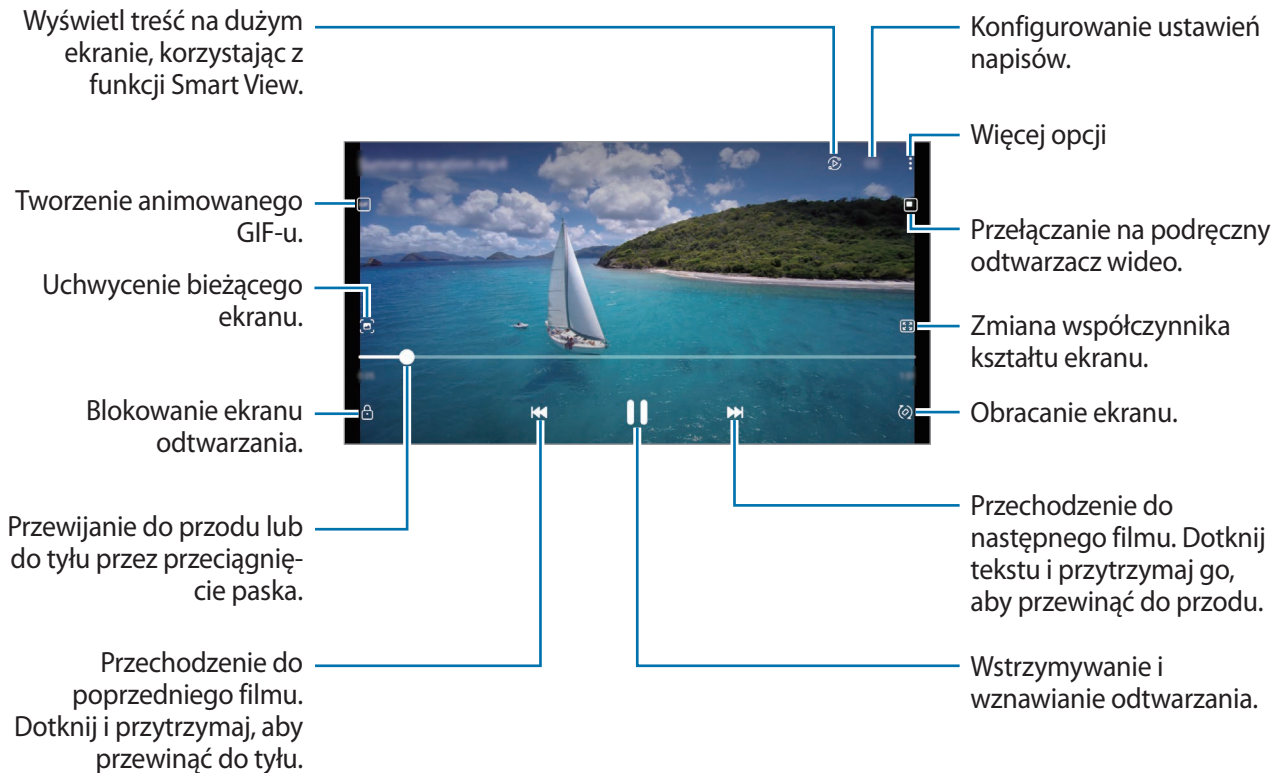 Wyświetl treść na dużym
ekranie, korzystając z
funkcji Smart View.
Konfigurowanie ustawień
napisów.
Więcej opcji
Tworzenie animowanego
GIF-u.
Przełączanie na podręczny
odtwarzacz wideo.
Uchwycenie bieżącego
ekranu.
Zmiana współczynnika
kształtu ekranu.
Blokowanie ekranu
odtwarzania.
Obracanie ekranu.
Przewijanie do przodu lub
do tyłu przez przeciągnię-
cie paska.
Przechodzenie do
następnego filmu. Dotknij
tekstu i przytrzymaj go,
aby przewinąć do przodu.
Przechodzenie do
poprzedniego filmu.
Dotknij i przytrzymaj, aby
przewinąć do tyłu.
Wstrzymywanie i
wznawianie odtwarzania.